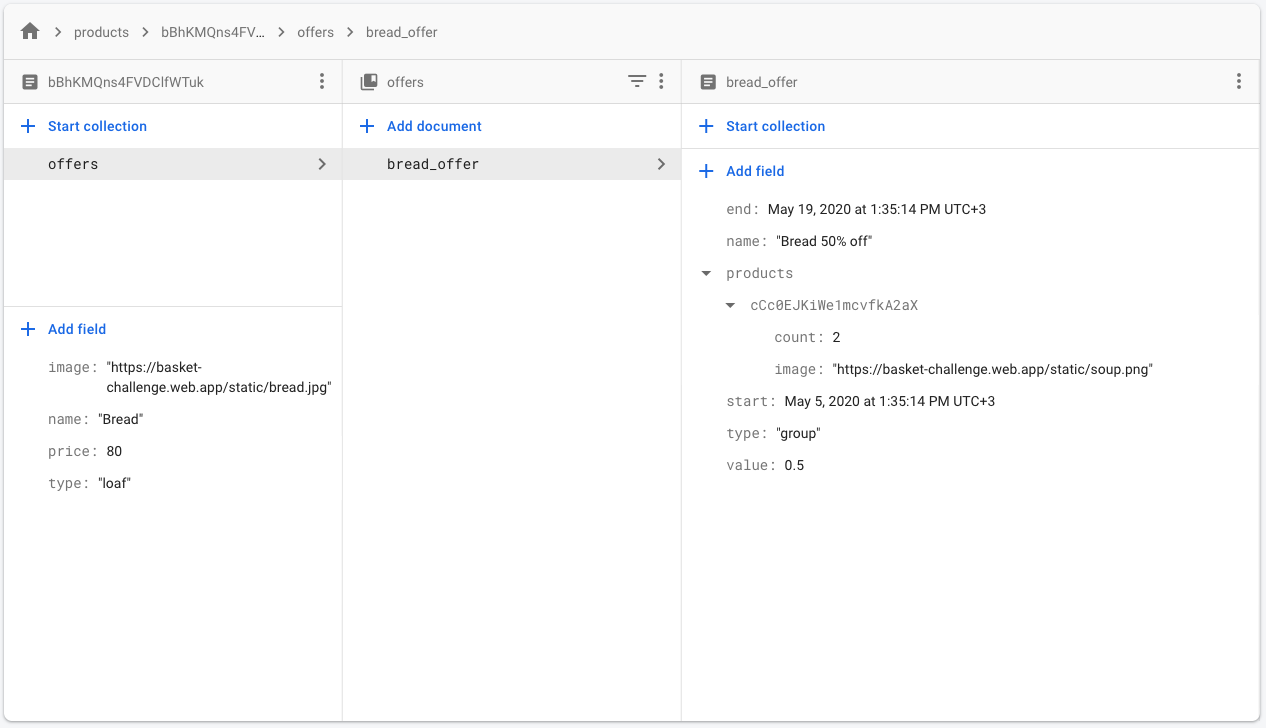 products bBhKMQns4FV... offers bread_offer
bBhKMQns4FVDClfWTuk
Start collection
offers
Add field
image: "https://basket-
challenge.web.app/static/bread.jpg"
name: "Bread"
price: 80
type: "loaf"
offers
Add document
bread_offer
bread_offer
Start collection
Add field
end: May 19, 2020 at 1:35:14 PM UTC+3
name: "Bread 50% off"
products
cCc0EJKiWe1mcvfkA2aX
count: 2
image: "https://basket-challenge.web.app/static/soup.png"
start: May 5, 2020 at 1:35:14 PM UTC+3
type: "group"
value: 0.5